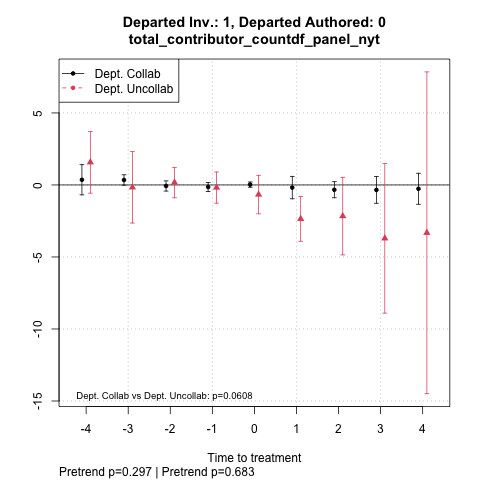 Departed Inv.: 1, Departed Authored: 0
total_contributor_countdf_panel_nyt
Dept. Collab
Dept. Uncollab
5
0
-5
-10
-15
Dept. Collab vs Dept. Uncollab: p=0.0608
-4 -3 -2 -1 0 1 2 3 4
Time to treatment
Pretrend p=0.297 | Pretrend p=0.683